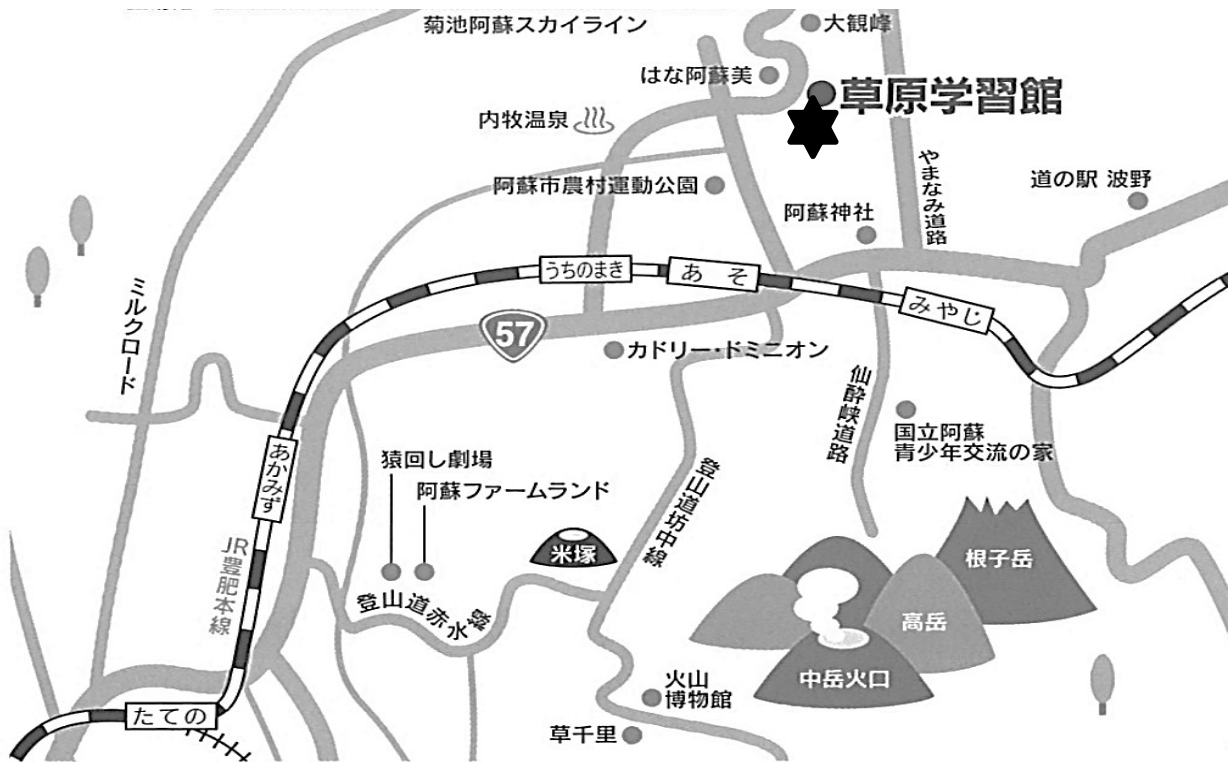 菊池阿蘇スカイライン
大観峰
はな阿蘇美
草原学習館
内牧温泉
やまなみ道路
阿蘇市農村運動公園
道の駅 波野
阿蘇神社
うちのまき
あそ
みやじ
ミルクロード
57
カドリー・ドミニオン
仙酔峡道路
国立阿蘇
青少年交流の家
あかみず
猿回し劇場
阿蘇ファームランド
登山道坊中線
米塚
根子岳
JR豊肥本線
登山道赤水線
高岳
中岳火口
火山
博物館
たての
草千里